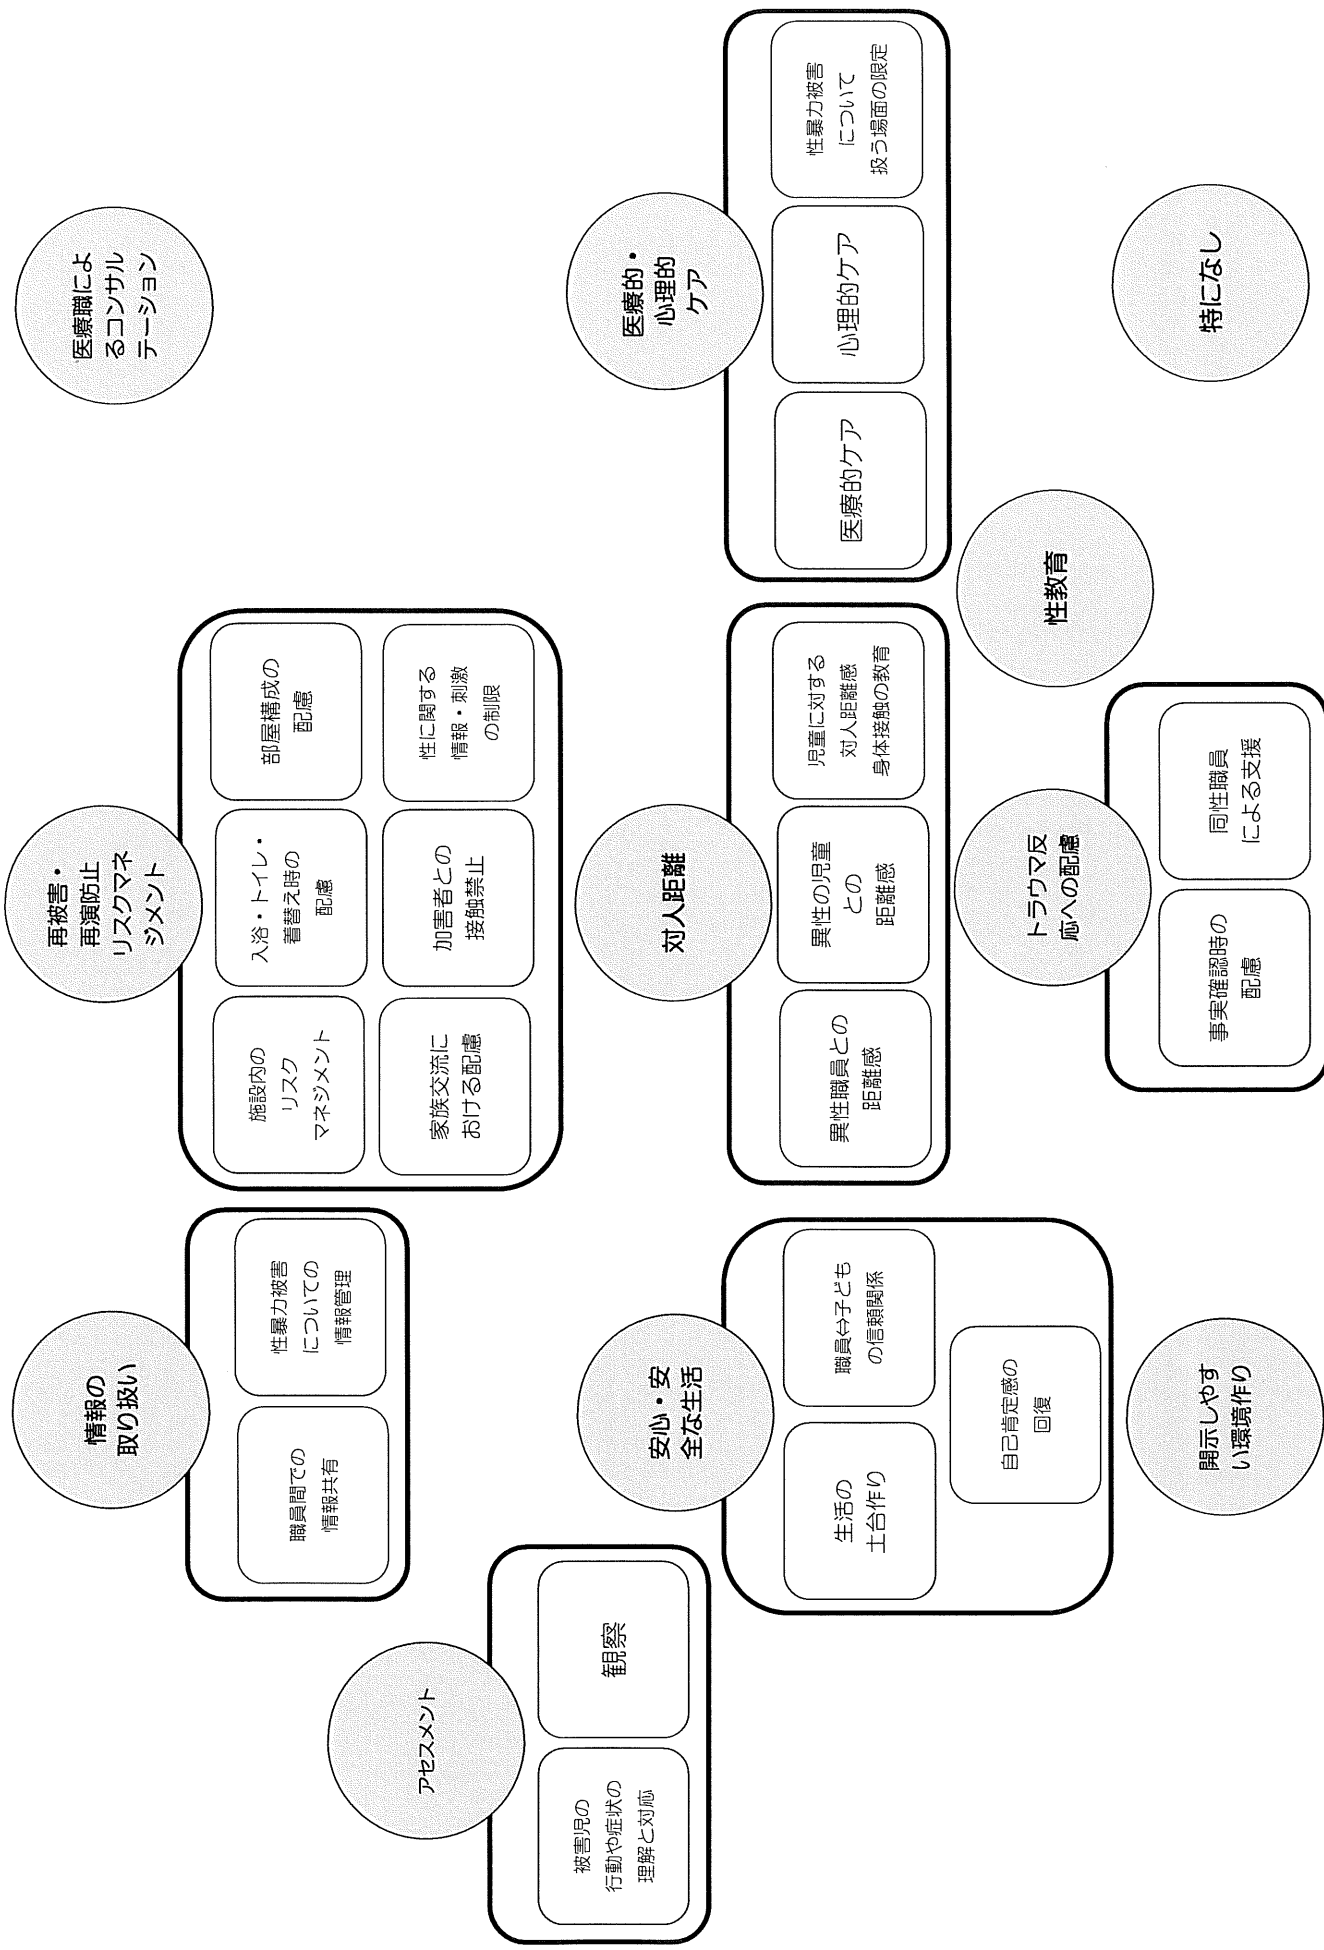 アセスメント
被害児の
行動や症状の
理解と対応
観察
情報の
取り扱い
職員間での
情報共有
性暴力被害
についての
情報管理
再被害・
再演防止
リスクマネ
ジメント
施設内の
リスク
マネジメント
入浴・トイレ・
着替え時の
配慮
部屋構成の
配慮
家族交流に
おける配慮
加害者との
接触禁止
性に関する
情報・刺激
の制限
医療職によ
るコンサル
テーション
安心・安
全な生活
生活の
土台作り
職員⇔子ども
の信頼関係
自己肯定感の
回復
対人距離
異性職員との
距離感
異性の児童
との
距離感
児童に対する
対人距離感
身体接触の教育
医療的・
心理的
ケア
医療的ケア
心理的ケア
性暴力被害
について
扱う場面の限定
開示しやす
い環境作り
トラウマ反
応への配慮
事実確認時の
配慮
同性職員
による支援
性教育
特になし